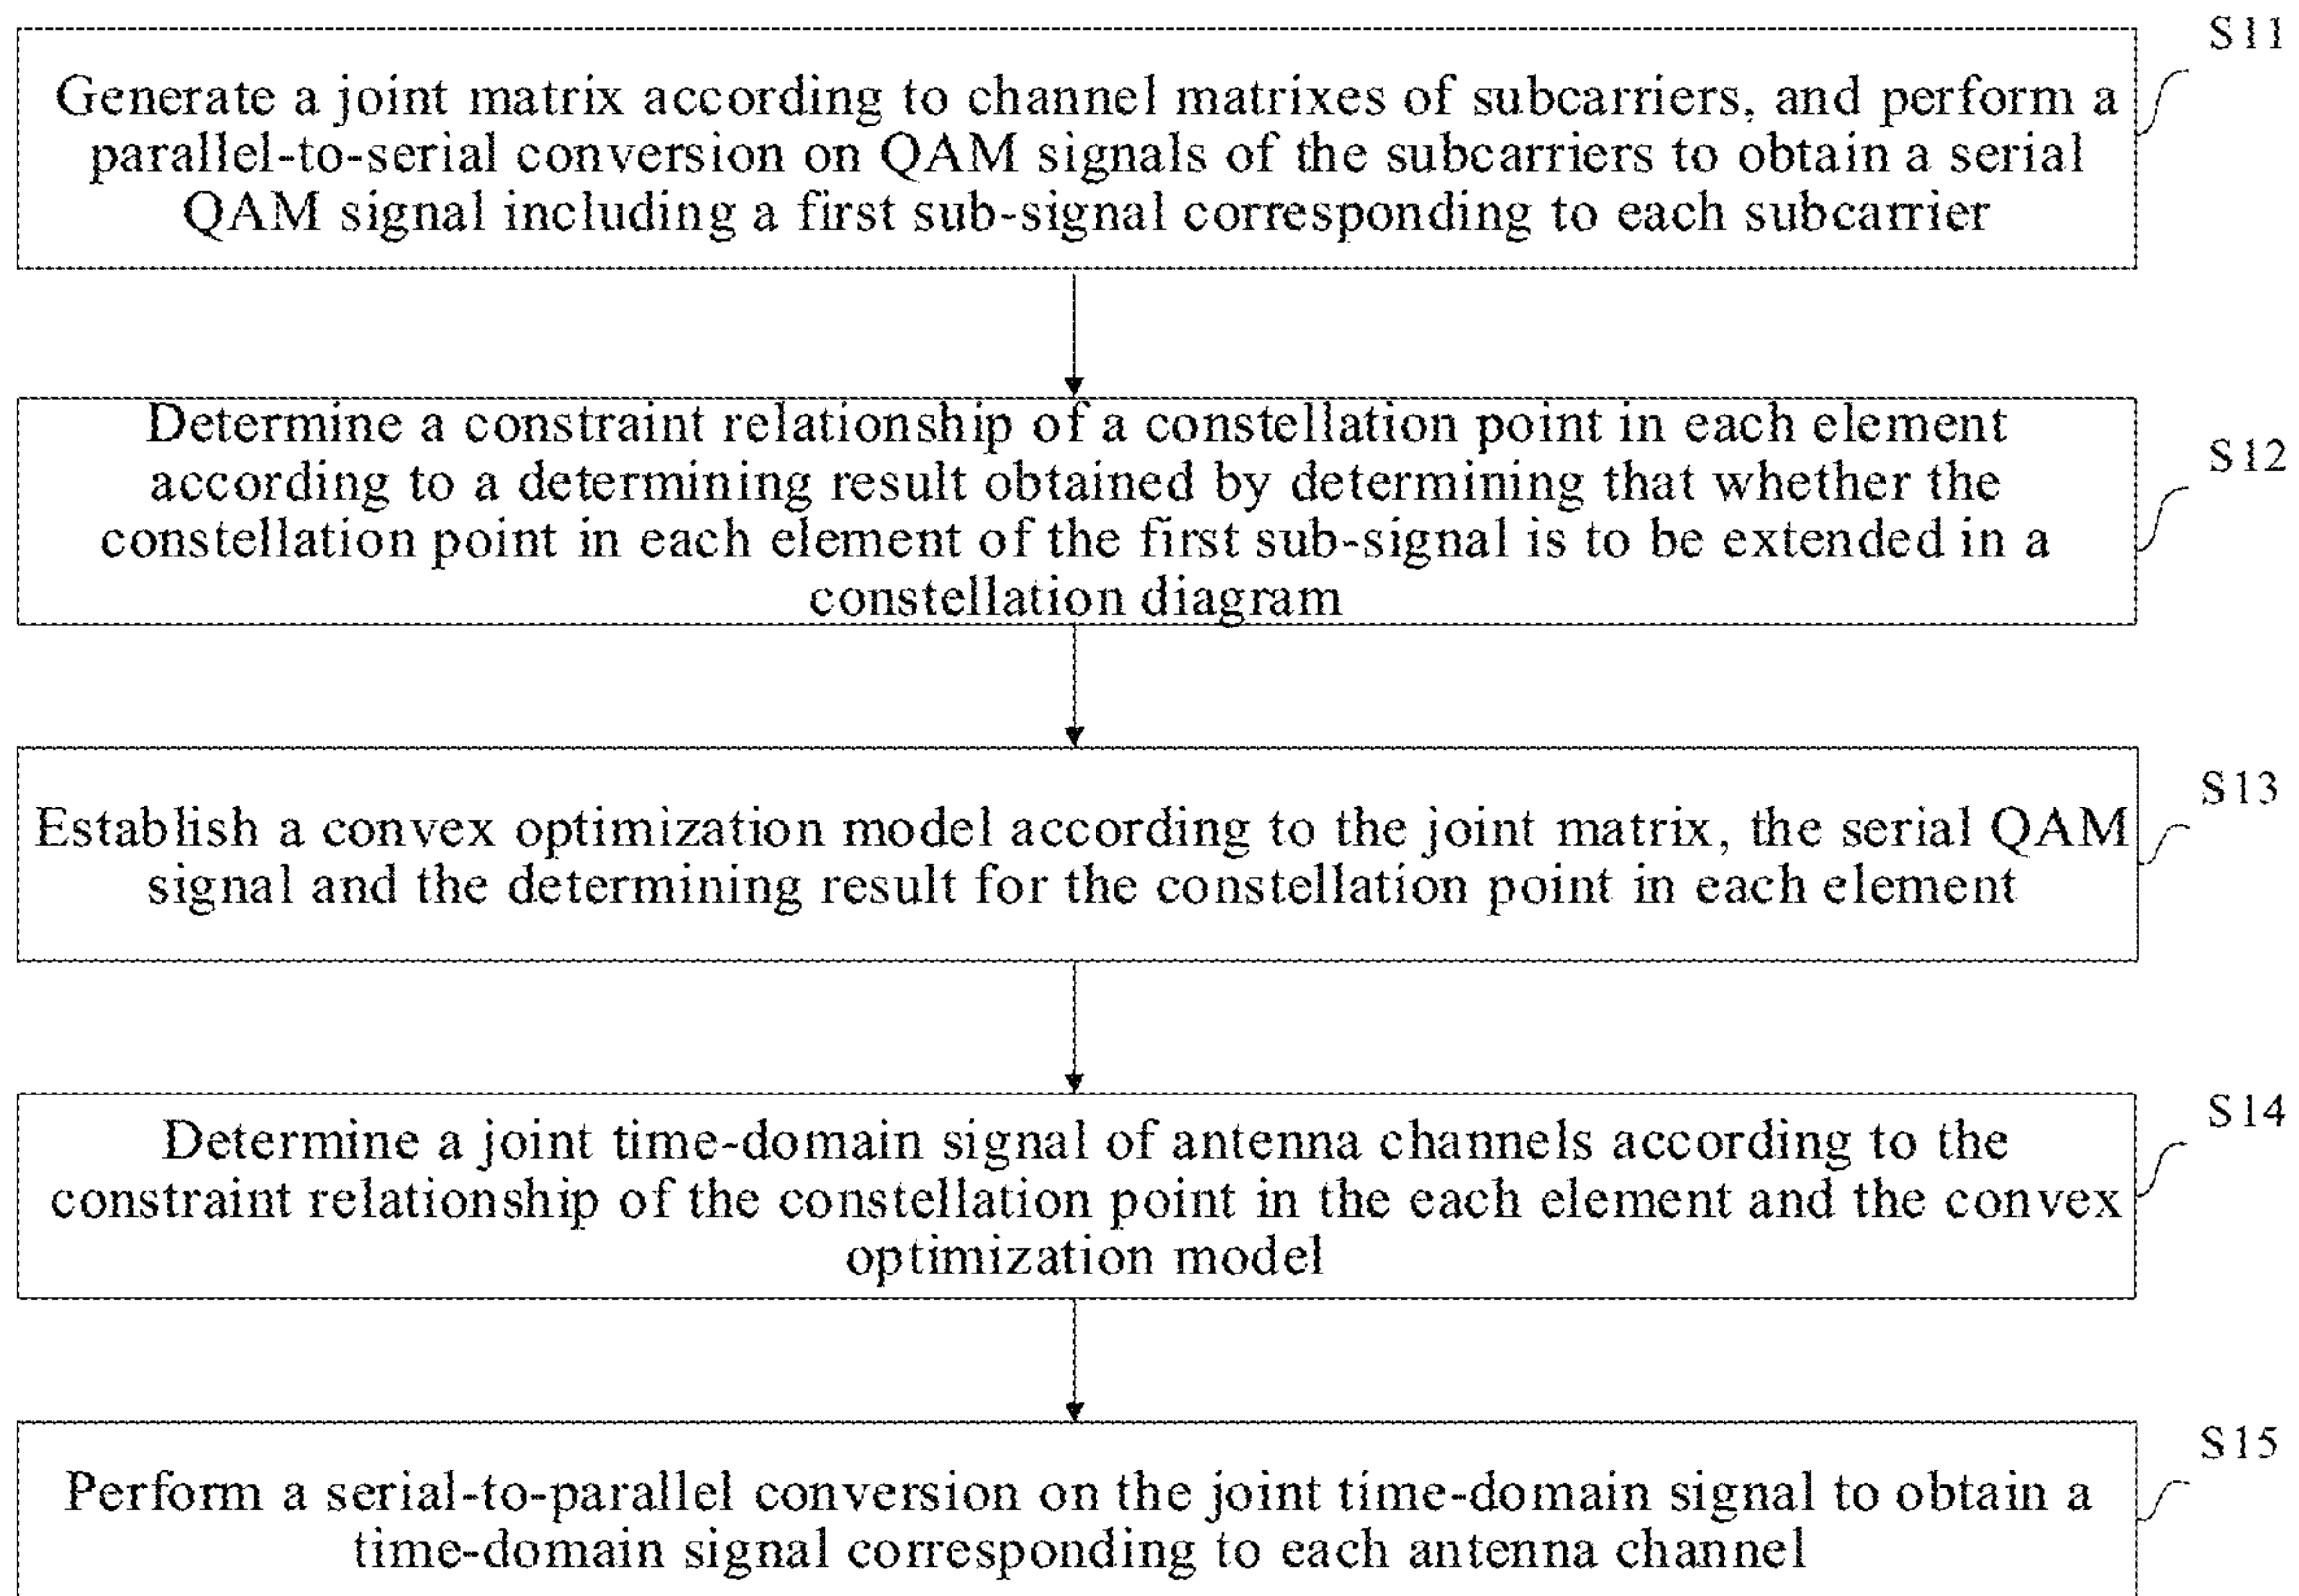 S11
Generate a joint matrix according to channel matrixes of subcarriers, and perform a
parallel-to-serial conversion on QAM signals of the subcarriers to obtain a serial
QAM signal including a first sub-signal corresponding to each subcarrier
Determine a constraint relationship of a constellation point in each element
S12
according to a determining result obtained by determining that whether the
constellation point in each element of the first sub-signal is to be extended in a
constellation diagram
S13
Establish a convex optimization model according to the joint matrix, the serial QAM
signal and the determining result for the constellation point in each element
S14
Determine a joint time-domain signal of antenna channels according to the
constraint relationship of the constellation point in the each element and the convex
optimization model
S15
Perform a serial-to-parallel conversion on the joint time-domain signal to obtain a
time-domain signal corresponding to each antenna channel